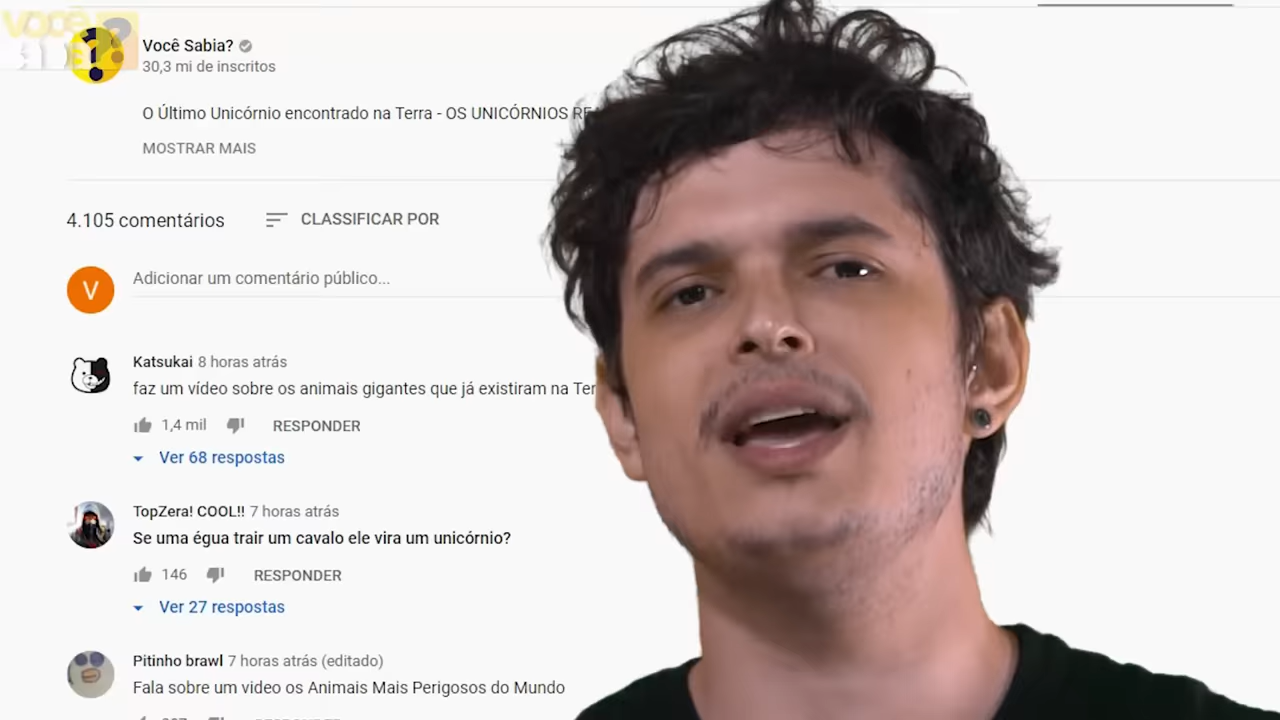 VOCÊ
Você Sabia?
30,3 mi de inscritos
O Último Unicórnio encontrado na Terra - OS UNICÓRNIOS
MOSTRAR MAIS
4.105 comentários
CLASSIFICAR POR
V
Adicionar um comentário público...
Katsukai 8 horas atrás
faz um vídeo sobre os animais gigantes que já existiram na
1,4 mil
RESPONDER
Ver 68 respostas
TopZera! COOL!! 7 horas atrás
Se uma égua trair um cavalo ele vira um unicórnio?
146
RESPONDER
Ver 27 respostas
Pitinho brawl 7 horas atrás (editado)
Fala sobre um video os Animais Mais Perigosos do Mundo